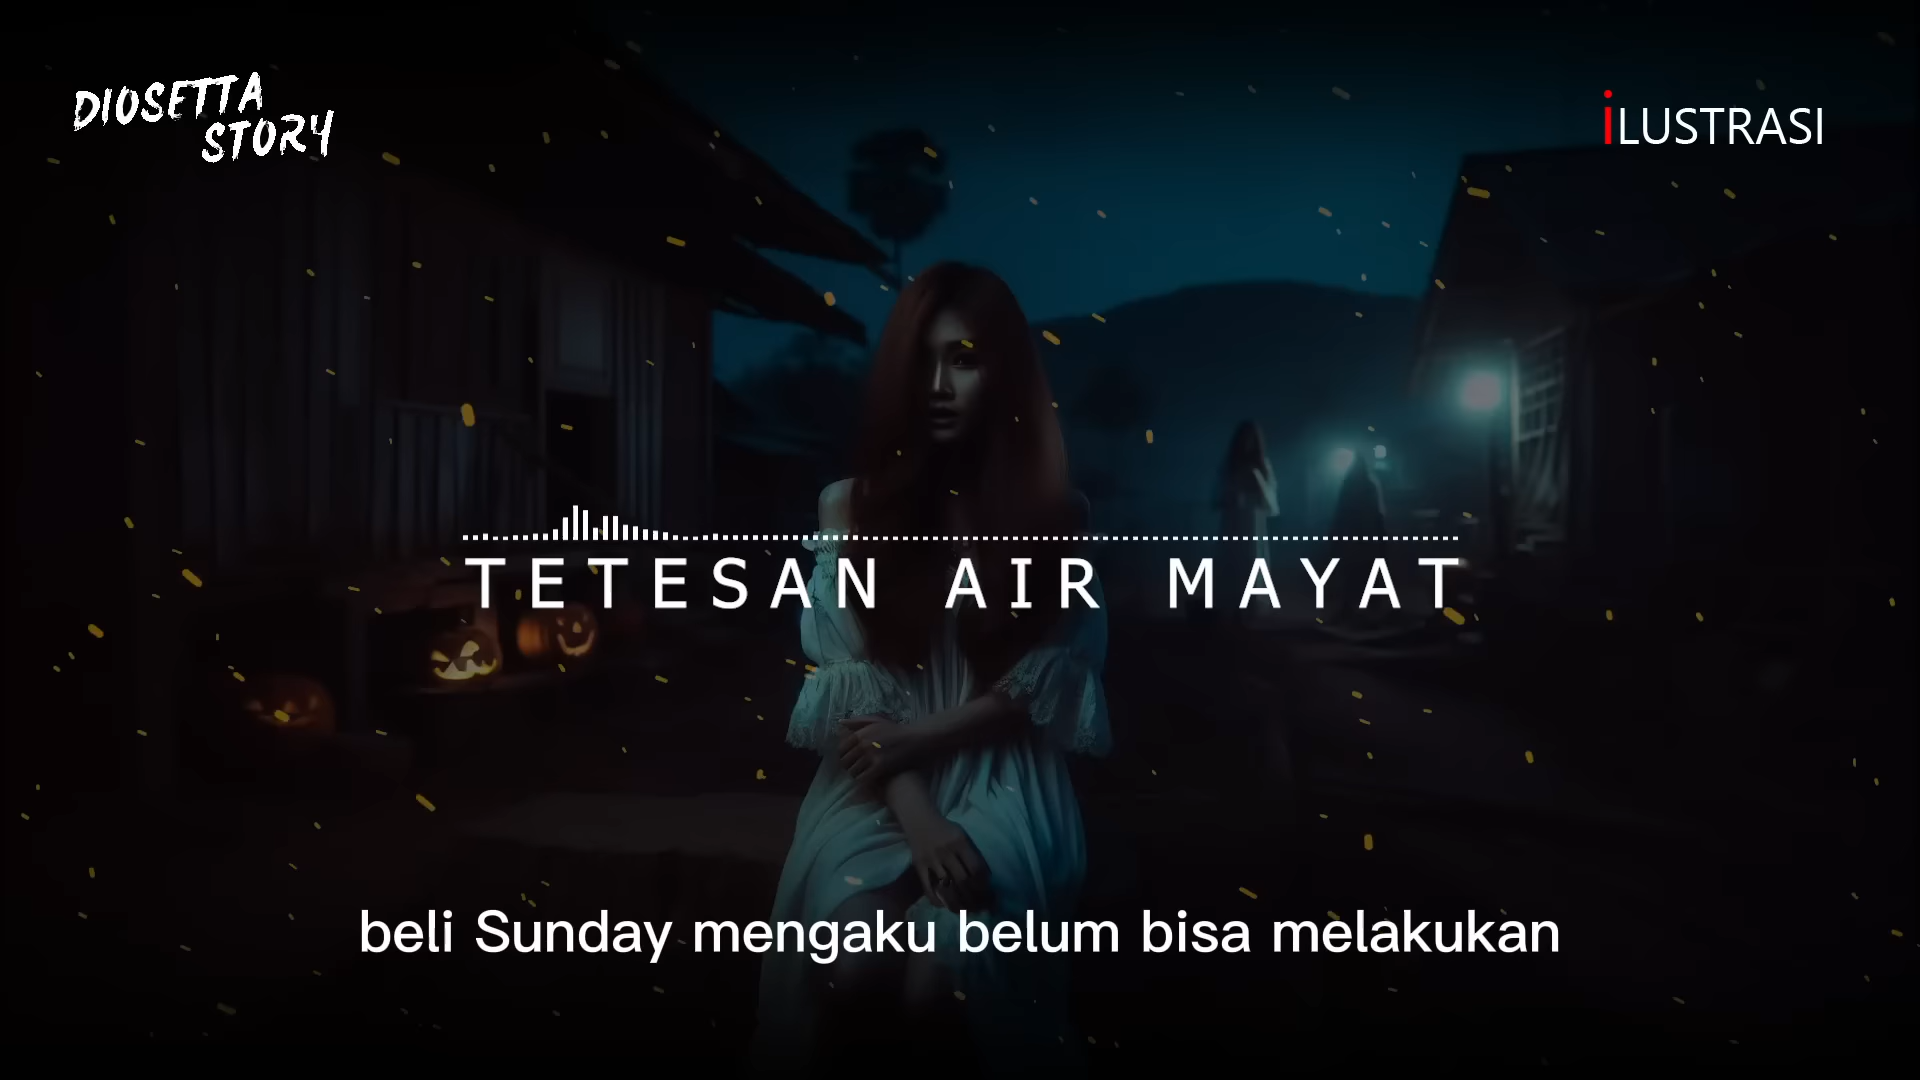 DIOSETTA
STORY
iLUSTRASI
TETESAN AIR MAYAT
beli Sunday mengaku belum bisa melakukan